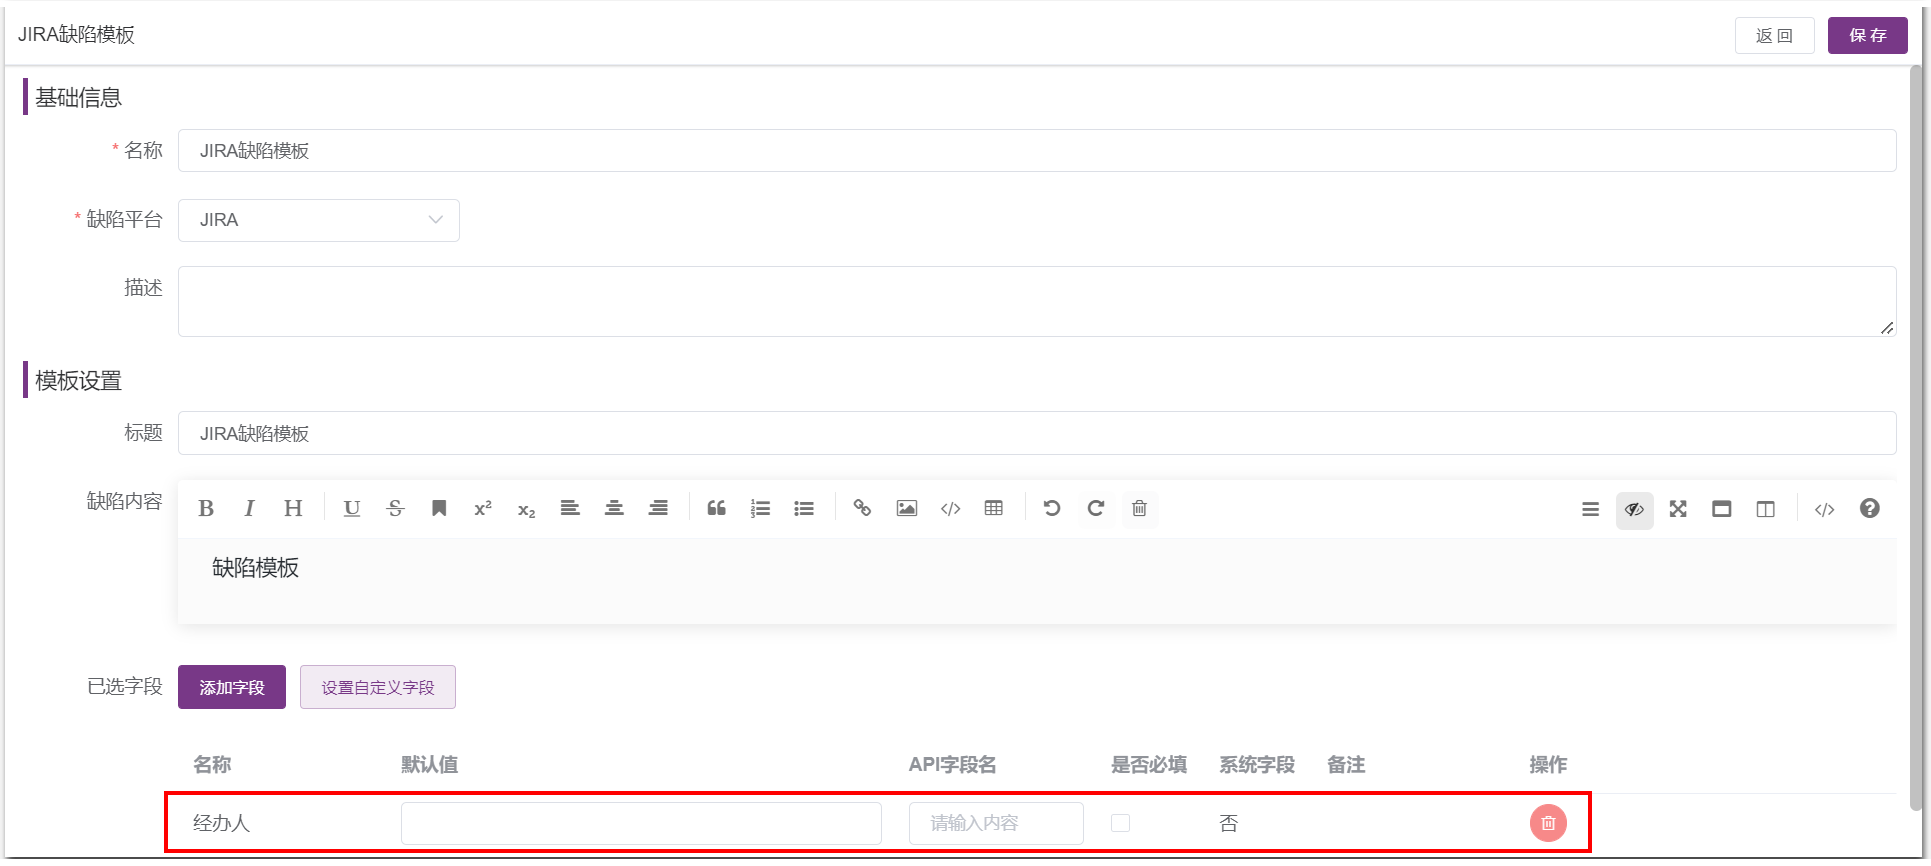 JIRA缺陷模板
返 回
保 存
基础信息
* 名称
JIRA缺陷模板
* 缺陷平台
JIRA
描述
模板设置
标题
JIRA缺陷模板
缺陷内容
B I H U S x² x₂
缺陷模板
已选字段
添加字段
设置自定义字段
名称 默认值 API字段名 是否必填 系统字段 备注 操作
经办人 请输入内容 否